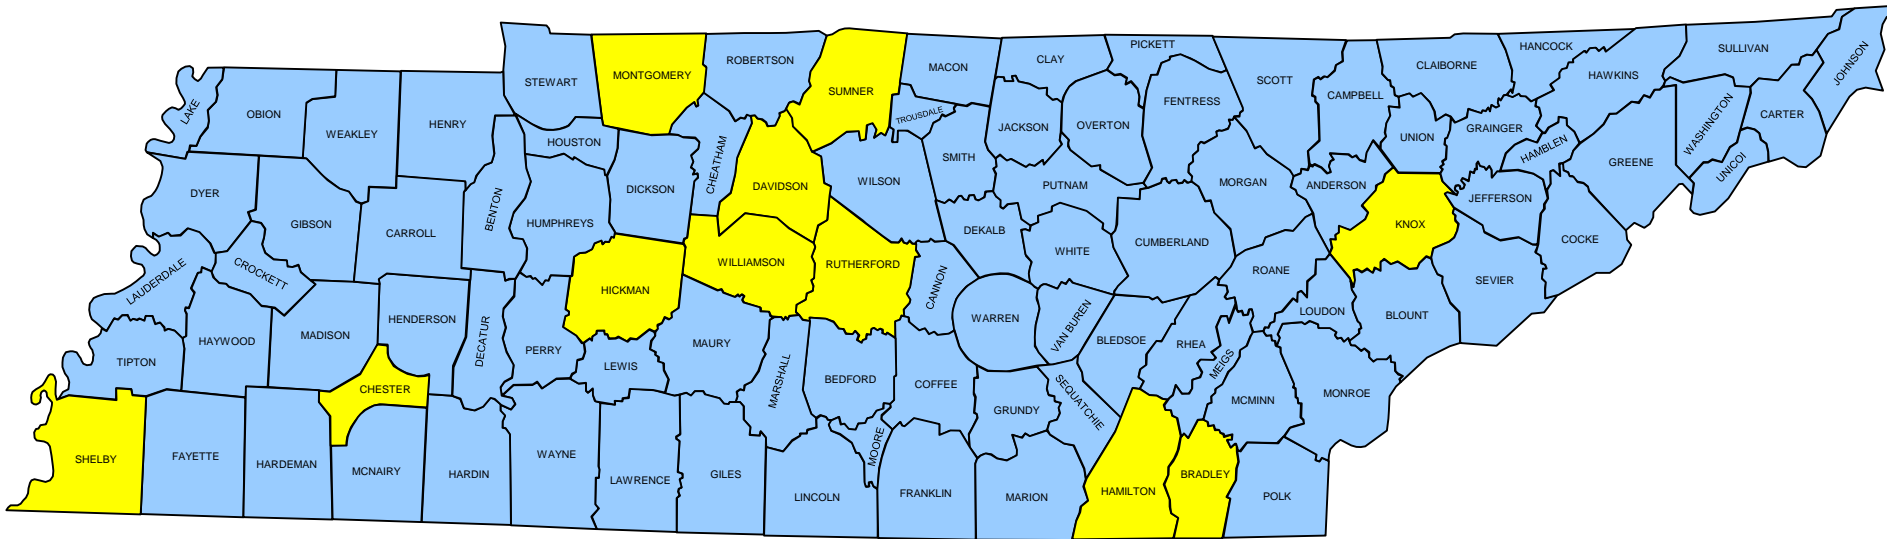 STEWART
MONTGOMERY
ROBERTSON
SUMNER
MACON
CLAY
PICKETT
SCOTT
CAMPBELL
CLAIBORNE
HANCOCK
HAWKINS
SULLIVAN
JOHNSON
LAKE
OBION
WEAKLEY
HENRY
HOUSTON
DICKSON
CHEATHAM
DAVIDSON
WILSON
TROUSDALE
SMITH
JACKSON
OVERTON
FENTRESS
MORGAN
ANDERSON
UNION
GRAINGER
HAMBLEN
GREENE
WASHINGTON
UNICOI
CARTER
DYER
GIBSON
CARROLL
BENTON
HUMPHREYS
WILLIAMSON
RUTHERFORD
CANNON
DEKALB
PUTNAM
WHITE
CUMBERLAND
ROANE
KNOX
JEFFERSON
COCKE
SEVIER
LAUDERDALE
CROCKETT
HICKMAN
WARREN
VAN BUREN
BLEDSOE
RHEA
MEIGS
LOUDON
BLOUNT
TIPTON
HAYWOOD
MADISON
HENDERSON
DECATUR
PERRY
LEWIS
MAURY
MARSHALL
BEDFORD
COFFEE
GRUNDY
SEQUATCHIE
MCMINN
MONROE
CHESTER
SHELBY
FAYETTE
HARDEMAN
MCNAIRY
HARDIN
WAYNE
LAWRENCE
GILES
LINCOLN
MOORE
FRANKLIN
MARION
HAMILTON
BRADLEY
POLK